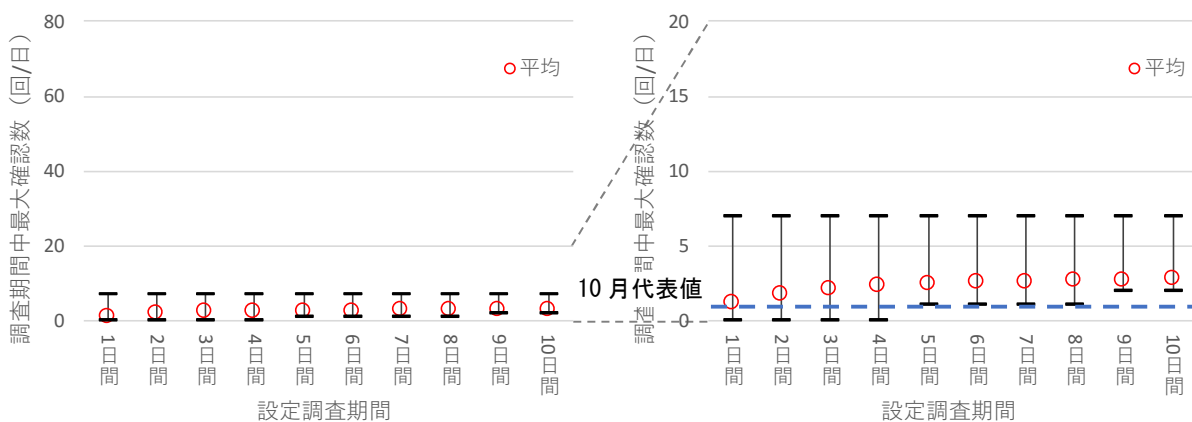 調査期間中最大確認数（回/日）
80
60
40
20
0
平均
1日間
2日間
3日間
4日間
5日間
6日間
7日間
8日間
9日間
10日間
設定調査期間
調査
間中最大確認数（回/日）
20
15
10
5
0
平均
10月代表値
1日間
2日間
3日間
4日間
5日間
6日間
7日間
8日間
9日間
10日間
設定調査期間